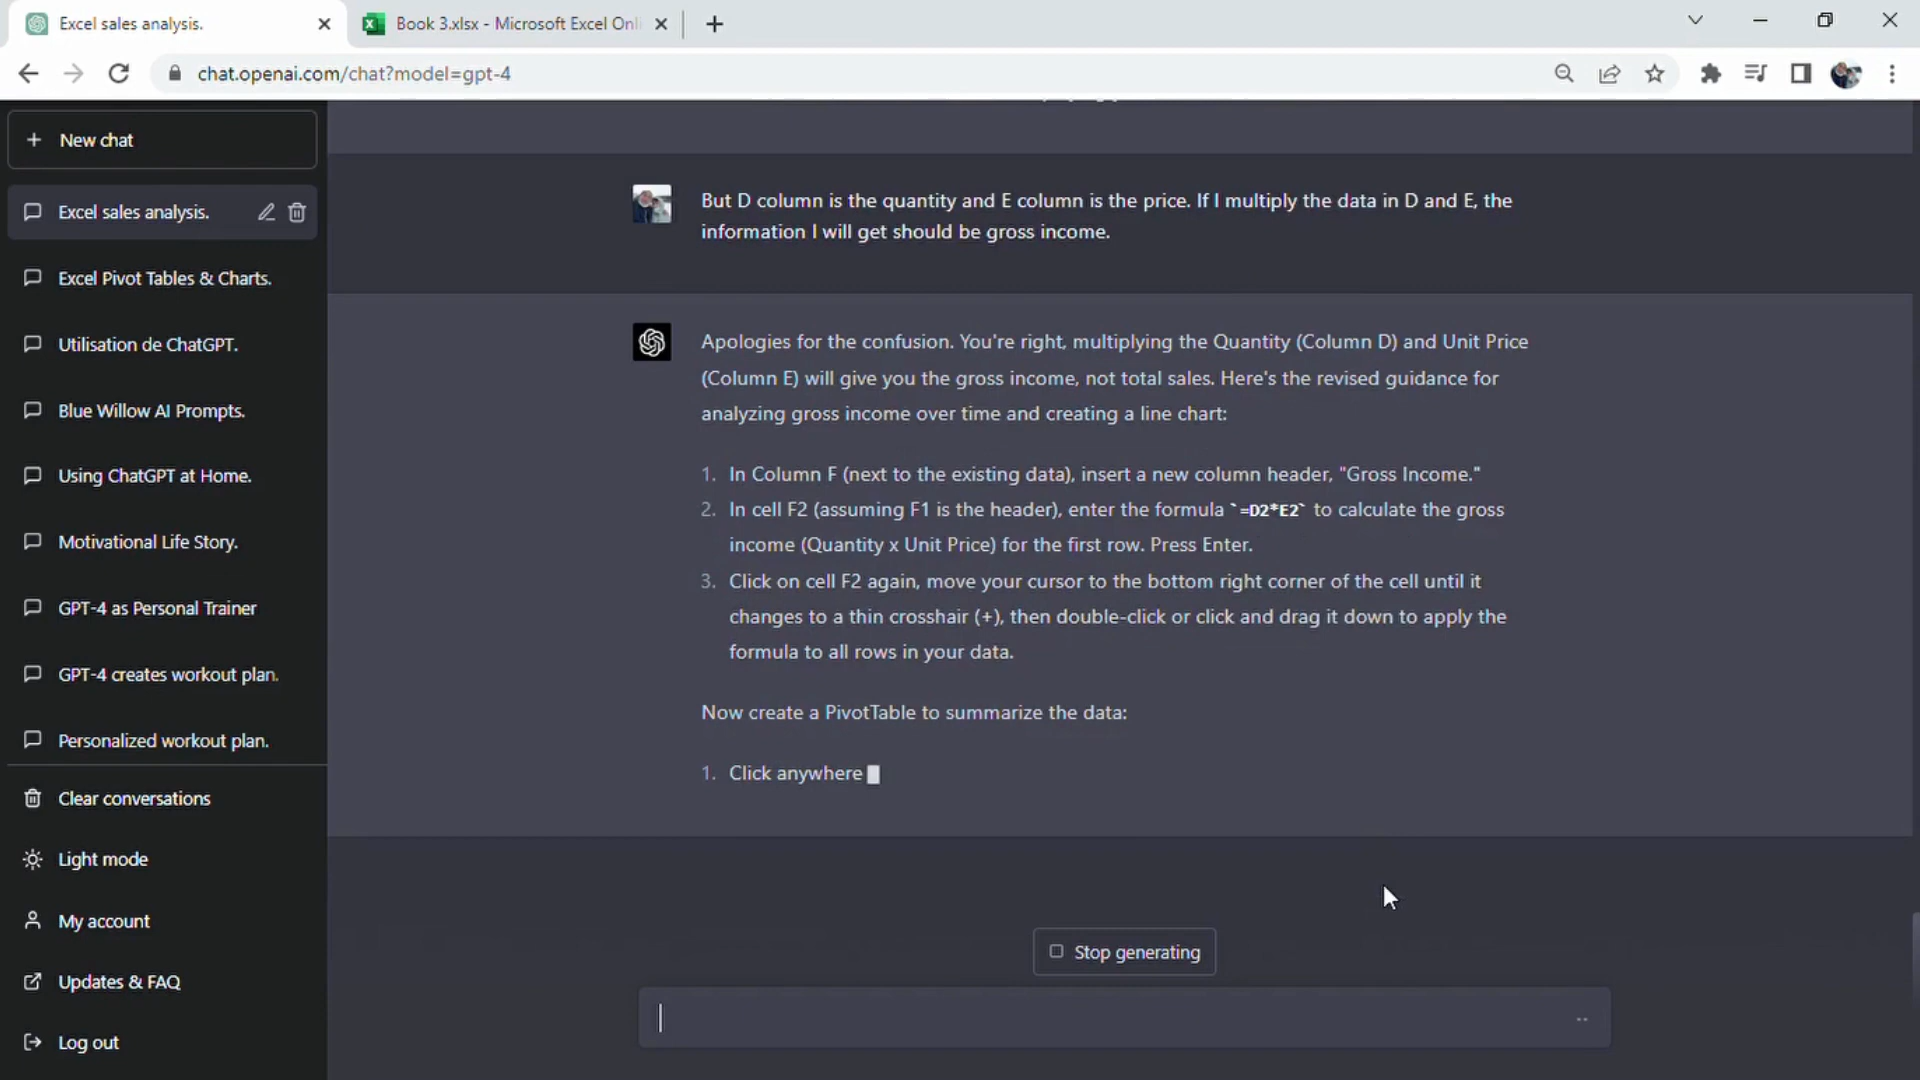 Excel sales analysis.
Book 3.xlsx - Microsoft Excel Onl
chat.openai.com/chat?model=gpt-4
New chat
Excel sales analysis.
Excel Pivot Tables & Charts.
Utilisation de ChatGPT.
Blue Willow AI Prompts.
Using ChatGPT at Home.
Motivational Life Story.
GPT-4 as Personal Trainer
GPT-4 creates workout plan.
Personalized workout plan.
Clear conversations
Light mode
My account
Updates & FAQ
Log out
But D column is the quantity and E column is the price. If I multiply the data in D and E, the
information I will get should be gross income.
Apologies for the confusion. You're right, multiplying the Quantity (Column D) and Unit Price
(Column E) will give you the gross income, not total sales. Here's the revised guidance for
analyzing gross income over time and creating a line chart:
1. In Column F (next to the existing data), insert a new column header, "Gross Income."
2. In cell F2 (assuming F1 is the header), enter the formula `=D2*E2` to calculate the gross
income (Quantity x Unit Price) for the first row. Press Enter.
3. Click on cell F2 again, move your cursor to the bottom right corner of the cell until it
changes to a thin crosshair (+), then double-click or click and drag it down to apply the
formula to all rows in your data.
Now create a PivotTable to summarize the data:
1. Click anywhere
Stop generating